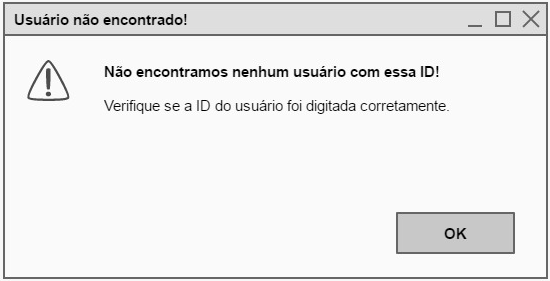 Usuário não encontrado!
Não encontramos nenhum usuário com essa ID!
Verifique se a ID do usuário foi digitada corretamente.
OK